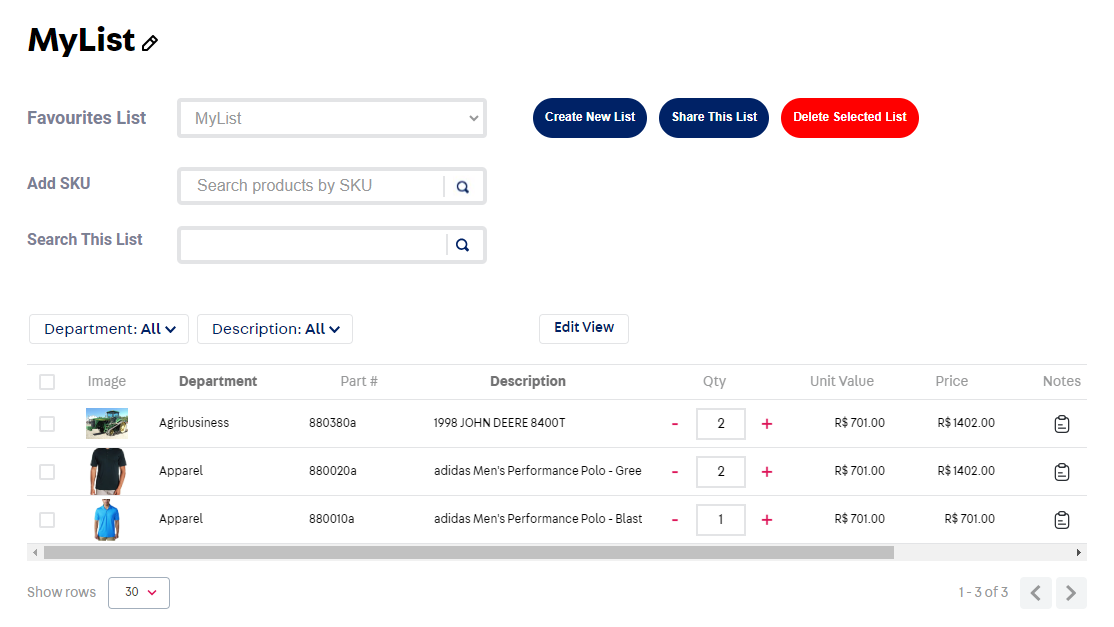 MyList
Favourites List MyList Create New List Share This List Delete Selected List
Add SKU Search products by SKU
Search This List
Department: All Description: All Edit View
Image Department Part # Description Qty Unit Value Price Notes
Agribusiness 880380a 1998 JOHN DEERE 8400T - 2 + R$ 701.00 R$ 1402.00
Apparel 880020a adidas Men's Performance Polo - Gree - 2 + R$ 701.00 R$ 1402.00
Apparel 880010a adidas Men's Performance Polo - Blast - 1 + R$ 701.00 R$ 701.00
Show rows 30 1 - 3 of 3